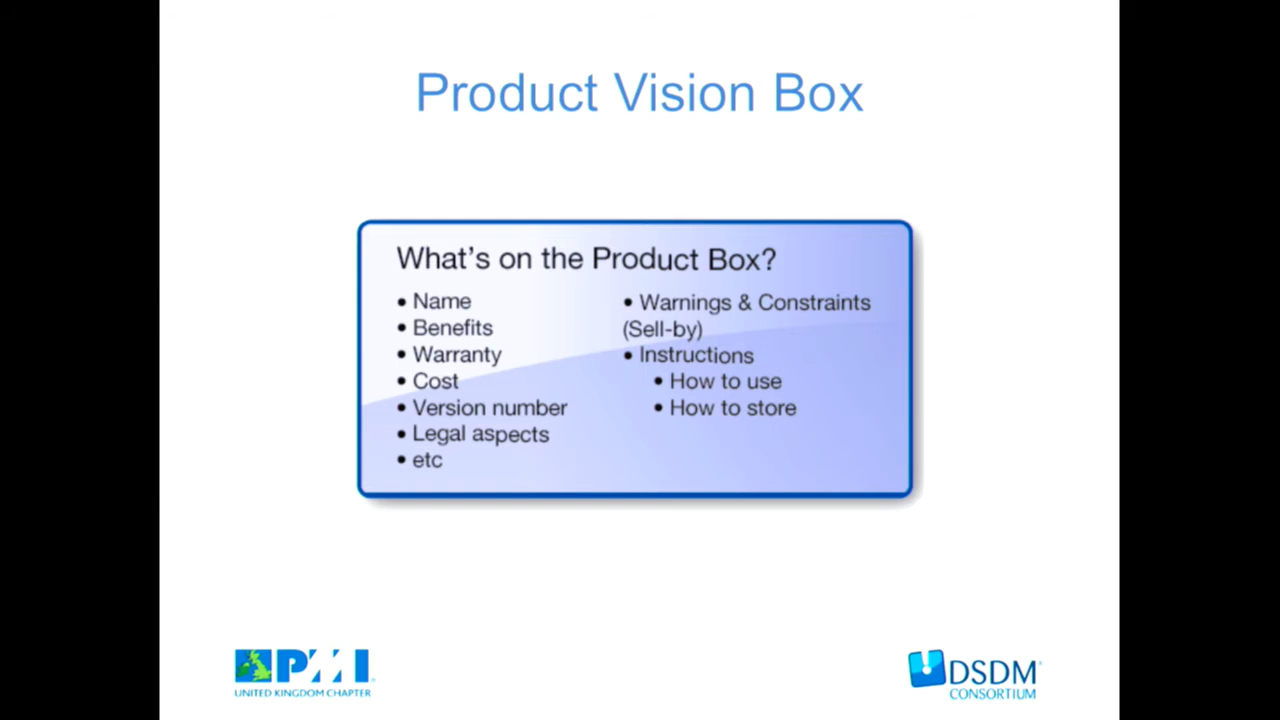 Product Vision Box
What's on the Product Box?
• Name
• Benefits
• Warranty
• Cost
• Version number
• Legal aspects
• etc
• Warnings & Constraints
(Sell-by)
• Instructions
• How to use
• How to store
PMI
UNITED KINGDOM CHAPTER
DSDM
CONSORTIUM